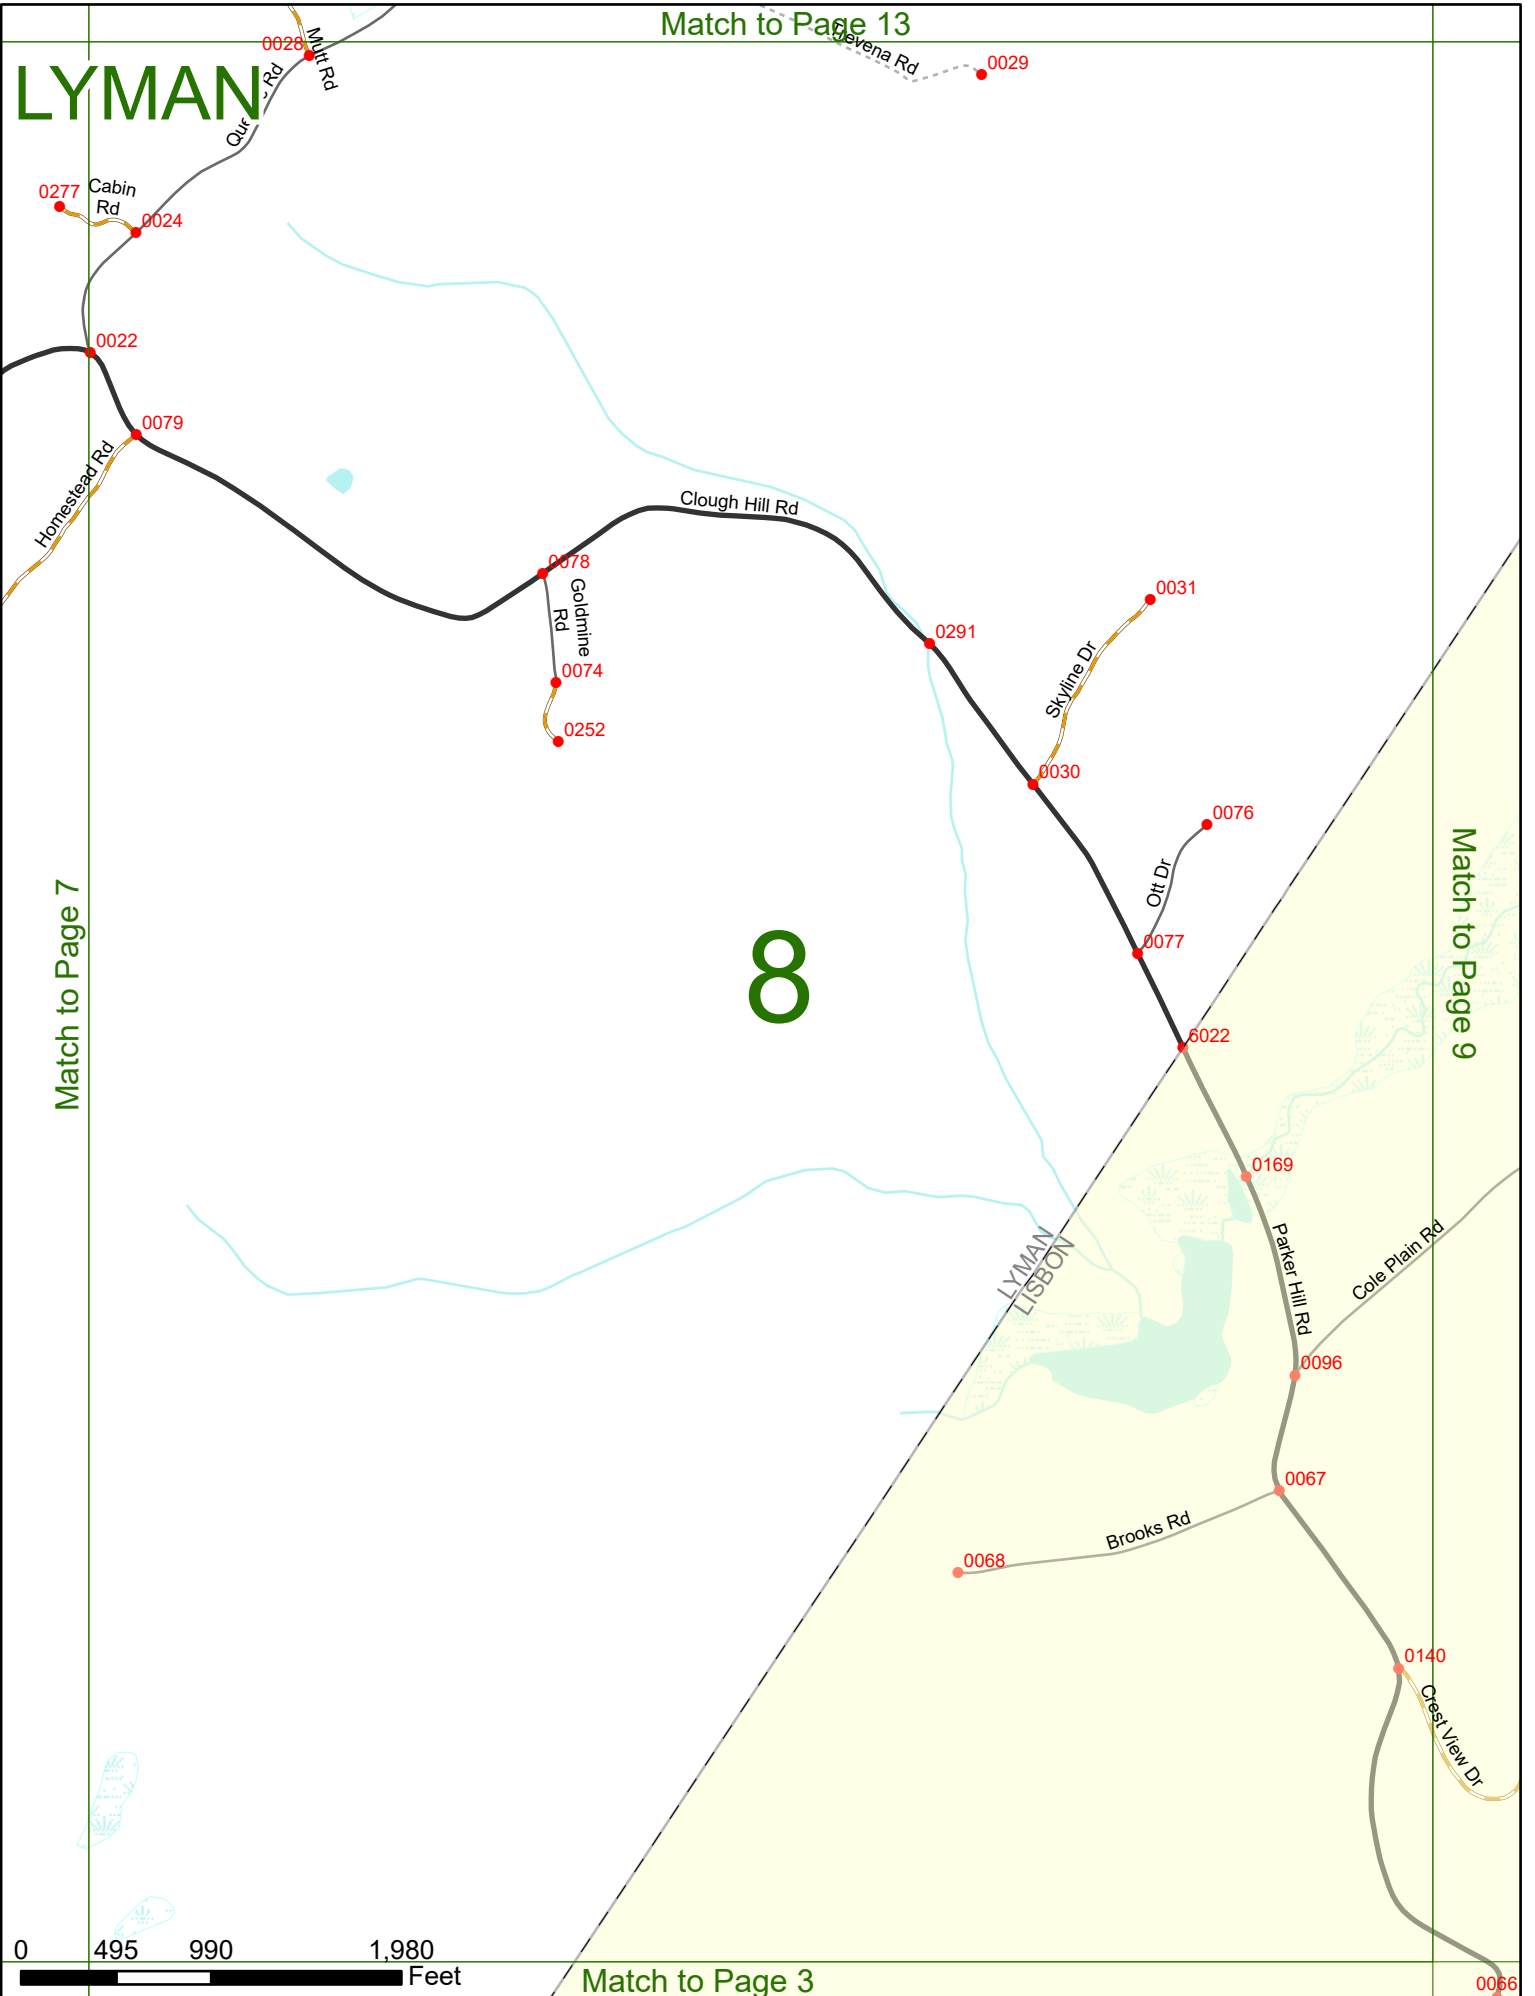 Match to Page 13
0028
Mutt Rd
Trevena Rd
0029
LYMAN
Rd
0277
Cabin
Rd
0024
0022
0079
Homestead Rd
Clough Hill Rd
0078
Goldmine
Rd
0074
0252
0291
0031
Skyline Dr
0030
0076
Ott Dr
0077
Match to Page 7
8
Match to Page 9
6022
0169
LYMAN
LISBON
Parker Hill Rd
Cole Plain Rd
0096
0067
Brooks Rd
0068
0140
Crest View Dr
0 495 990 1,980
Feet
Match to Page 3
0066